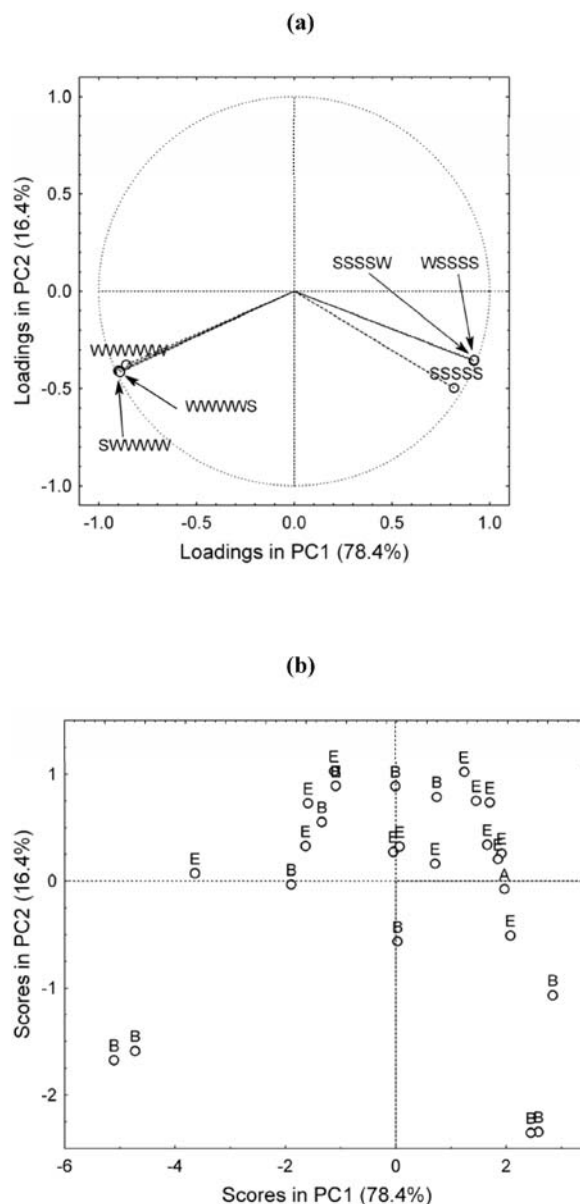 (a)
1.0
0.5
SSSSW WSSSS
0.0
WWWWW
SSSSS
-0.5
WWWWS
SWWWW
-1.0
-1.0 -0.5 0.0 0.5 1.0
Loadings in PC2 (16.4%)
Loadings in PC1 (78.4%)
(b)
E
B B E
1
E B E E
B
E E E E E
E B E A
0
B E
B B
-1
B B
-2
B
-6 -4 -2 0 2
Scores in PC2 (16.4%)
Scores in PC1 (78.4%)